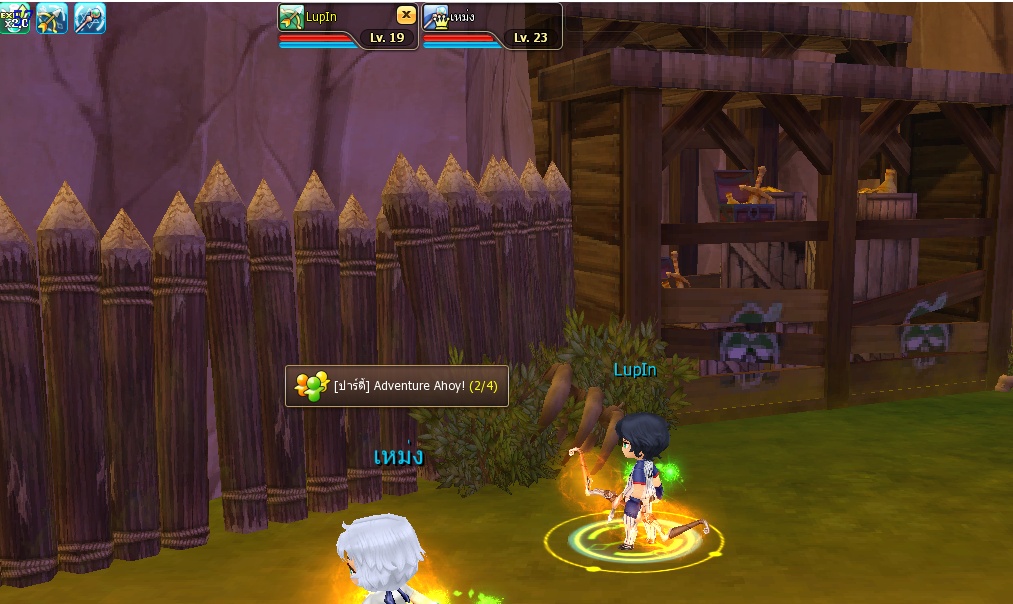 EXP
x2.0
LupIn
Lv. 19
เหม่ง
Lv. 23
LupIn
[ปาร์ตี้] Adventure Ahoy! (2/4)
เหม่ง